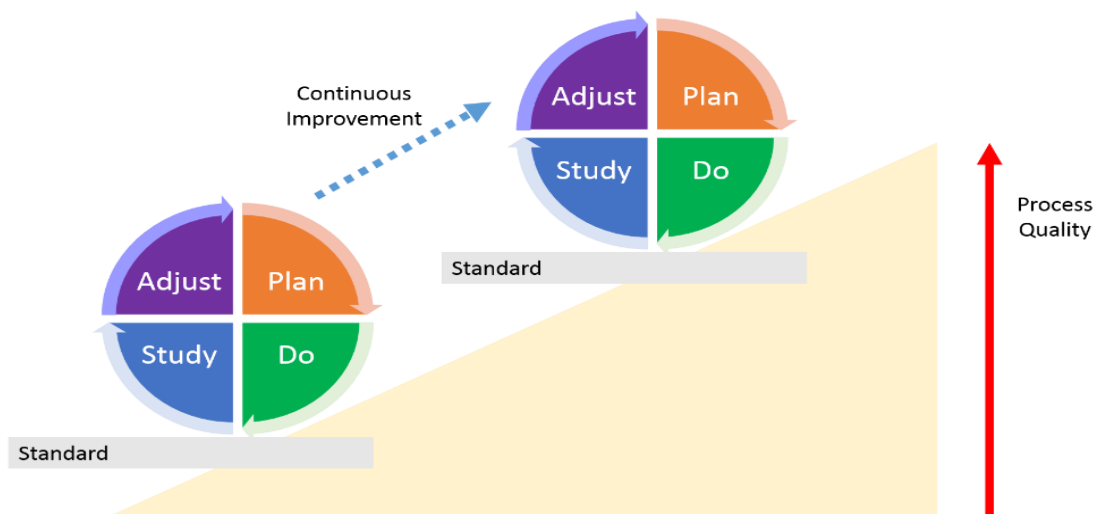 Adjust
Plan
Continuous
Improvement
Study
Do
Process
Quality
Standard
Adjust
Plan
Study
Do
Standard